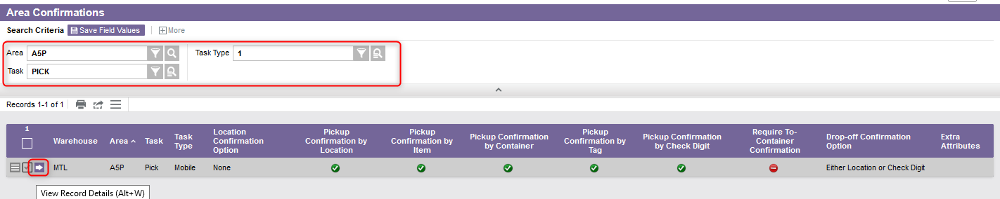 Area Confirmations
Search Criteria Save Field Values More
Area A5P Task Type 1
Task PICK
Records 1-1 of 1
1
Warehouse Area Task Task Type Location Confirmation Option Pickup Confirmation by Location Pickup Confirmation by Item Pickup Confirmation by Container Pickup Confirmation by Tag Pickup Confirmation by Check Digit Require To-Container Confirmation Drop-off Confirmation Option Extra Attributes
MTL A5P Pick Mobile None Either Location or Check Digit
View Record Details (Alt+W)